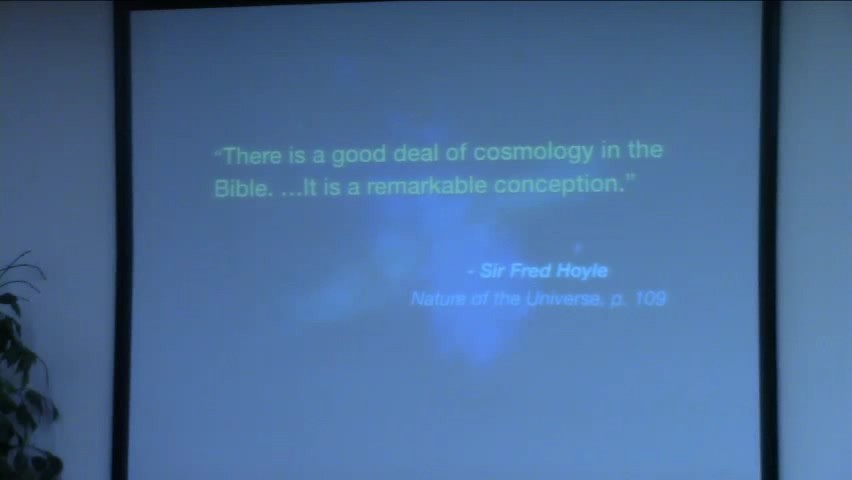 “There is a good deal of cosmology in the
Bible. ...It is a remarkable conception.”
- Sir Fred Hoyle
Nature of the Universe, p. 109